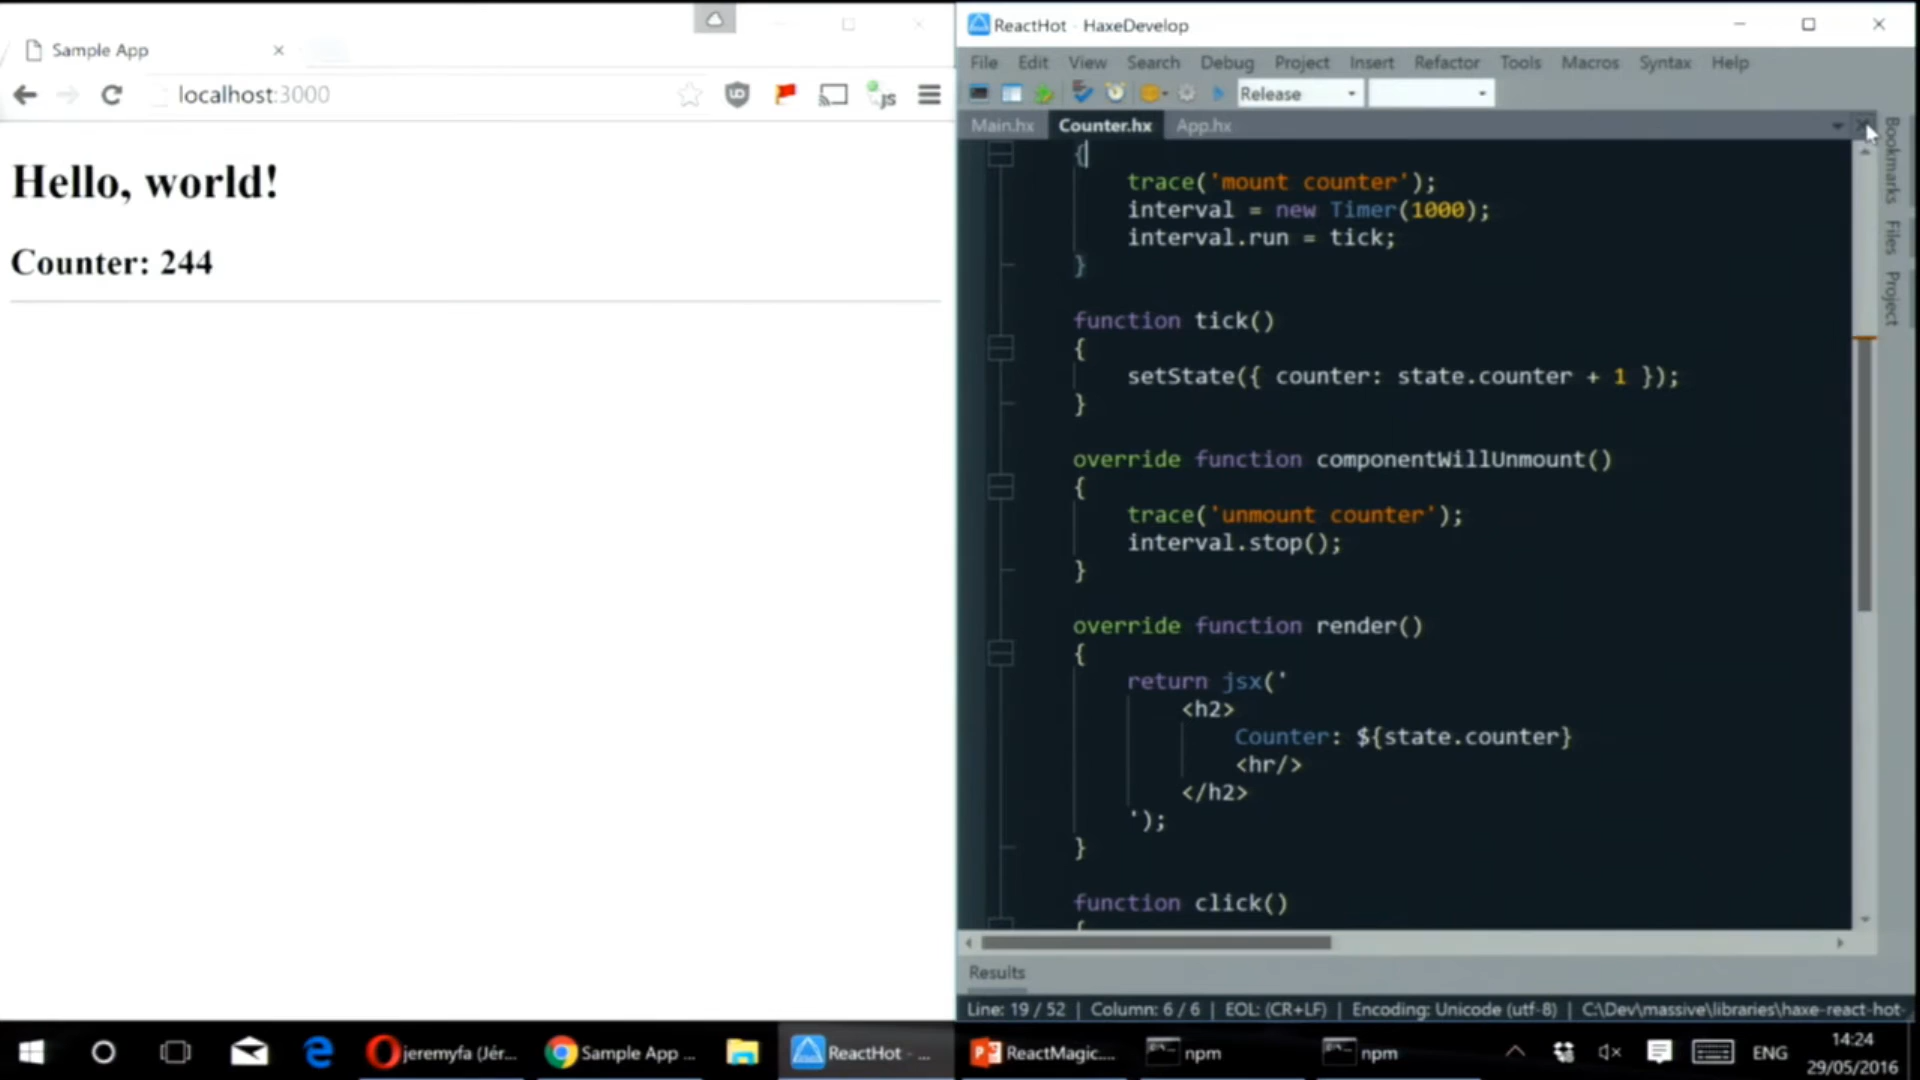 Sample App
localhost:3000
JS
Hello, world!
Counter: 244
ReactHot - HaxeDevelop
File Edit View Search Debug Project Insert Refactor Tools Macros Syntax Help
Release
Main.hx Counter.hx App.hx
{
trace('mount counter');
interval = new Timer(1000);
interval.run = tick;
}
function tick()
{
setState({ counter: state.counter + 1 });
}
override function componentWillUnmount()
{
trace('unmount counter');
interval.stop();
}
override function render()
{
return jsx('
<h2>
Counter: ${state.counter}
<hr/>
</h2>
');
}
function click()
{
Bookmarks
Files
Project
Results
Line: 19 / 52 | Column: 6 / 6 | EOL: (CR+LF) | Encoding: Unicode (utf-8) | C:\Dev\massive\libraries\haxe-react-hot-
jeremyfa (Jér... Sample App ... ReactHot - ... ReactMagic.... npm npm ENG
14:24
29/05/2016